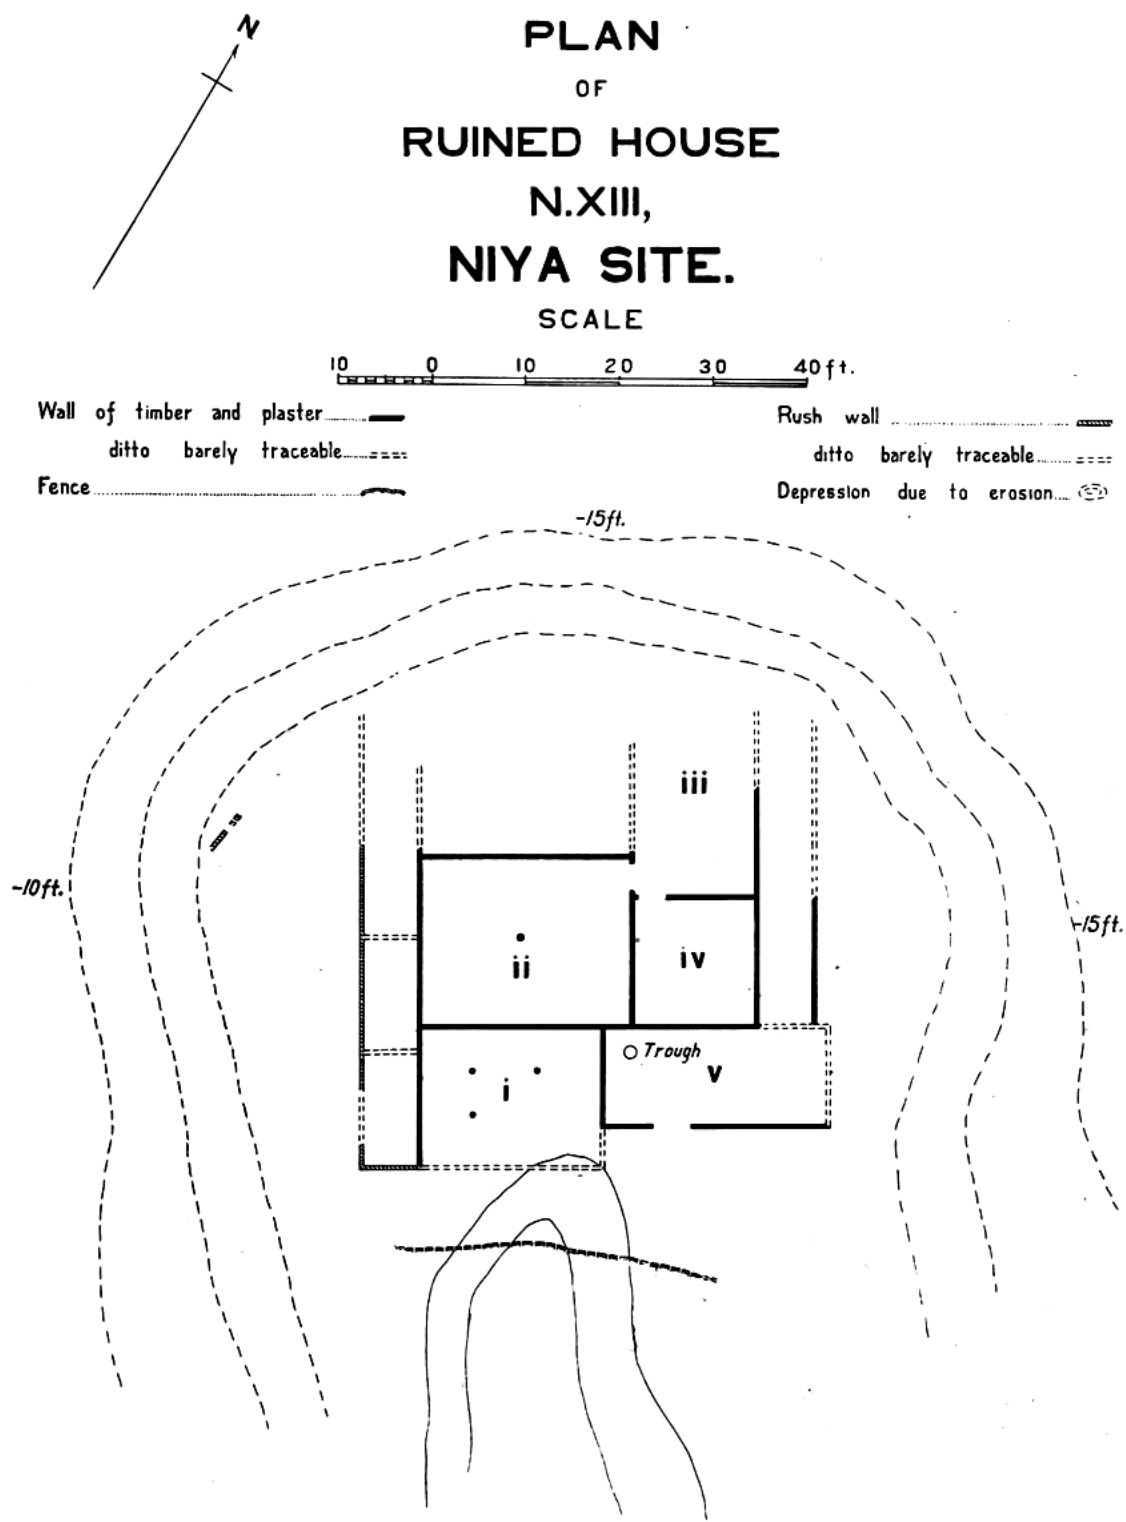 N
PLAN
OF
RUINED HOUSE
N.XIII,
NIYA SITE.
SCALE
10 0 10 20 30 40 ft.
Wall of timber and plaster
ditto barely traceable
Fence
Rush wall
ditto barely traceable
Depression due to erosion
-15ft.
iii
-10ft.
-15ft.
ii
iv
Trough
v
i